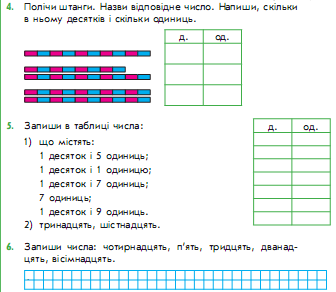 4. Полічи штанги. Назви відповідне число. Напиши, скільки
в ньому десятків і скільки одиниць.
д. од.
5. Запиши в таблиці числа:
д. од.
1) що містять:
1 десяток і 5 одиниць;
1 десяток і 1 одиницю;
1 десяток і 7 одиниць;
7 одиниць;
1 десяток і 9 одиниць.
2) тринадцять, шістнадцять.
6. Запиши числа: чотирнадцять, п'ять, тридцять, дванад-
цять, вісімнадцять.